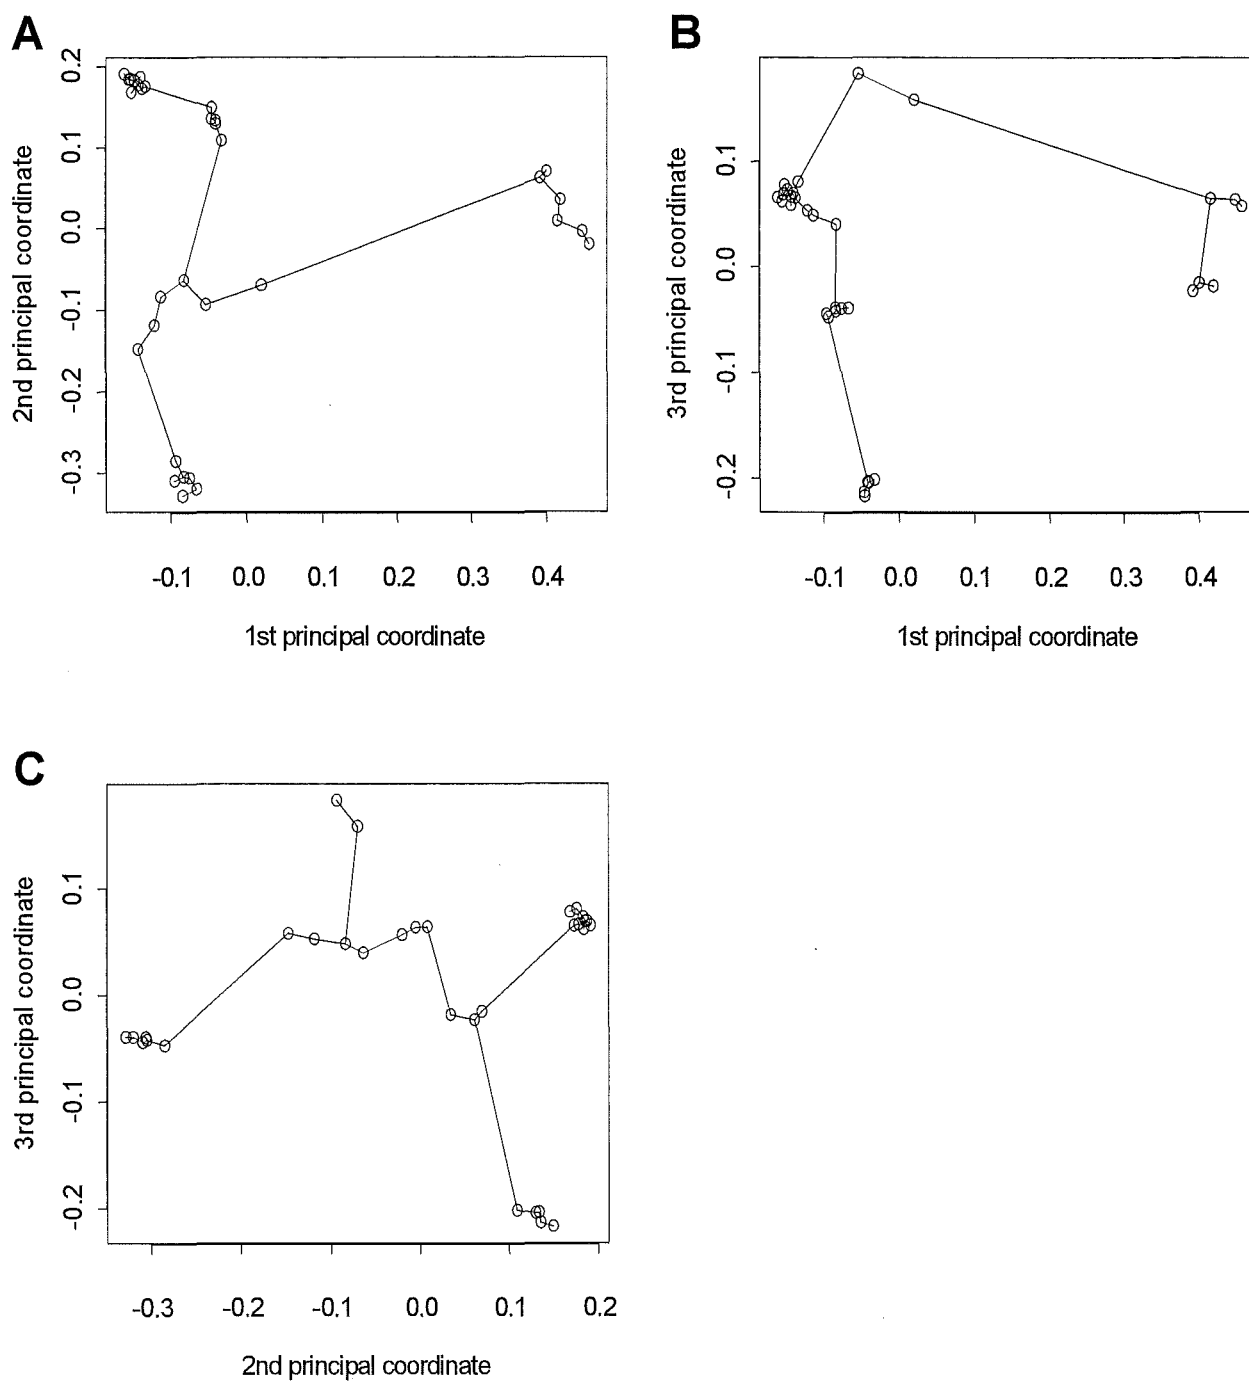 A
0.2
0.1
0.0
-0.1
-0.2
-0.3
2nd principal coordinate
-0.1 0.0 0.1 0.2 0.3 0.4
1st principal coordinate
B
0.1
0.0
-0.1
-0.2
3rd principal coordinate
-0.1 0.0 0.1 0.2 0.3 0.4
1st principal coordinate
C
0.1
0.0
-0.1
-0.2
3rd principal coordinate
-0.3 -0.2 -0.1 0.0 0.1 0.2
2nd principal coordinate